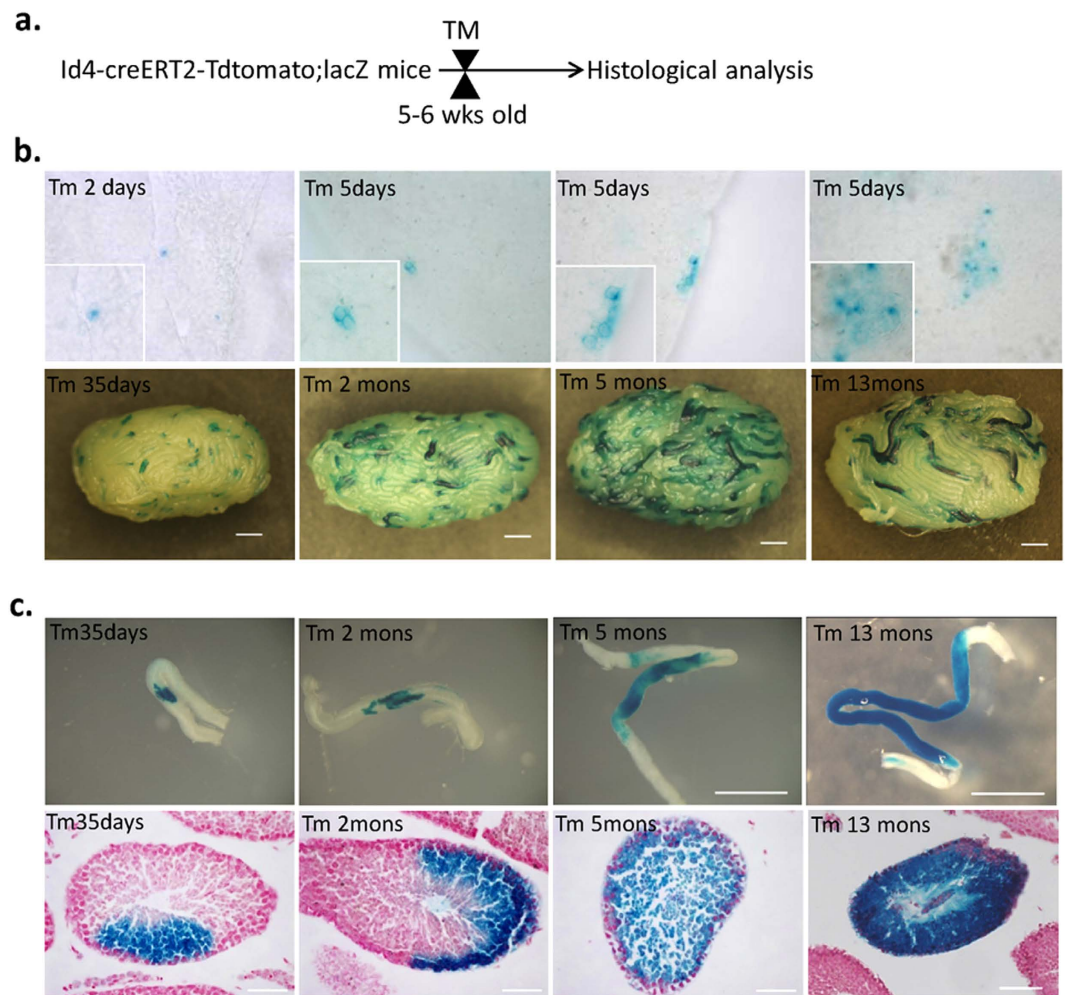 a.
TM
Id4-creERT2-Tdtomato;lacZ mice
Histological analysis
5-6 wks old
b.
Tm 2 days
Tm 5days
Tm 5days
Tm 5days
Tm 35days
Tm 2 mons
Tm 5 mons
Tm 13mons
c.
Tm35days
Tm 2 mons
Tm 5 mons
Tm 13 mons
Tm35days
Tm 2mons
Tm 5mons
Tm 13 mons